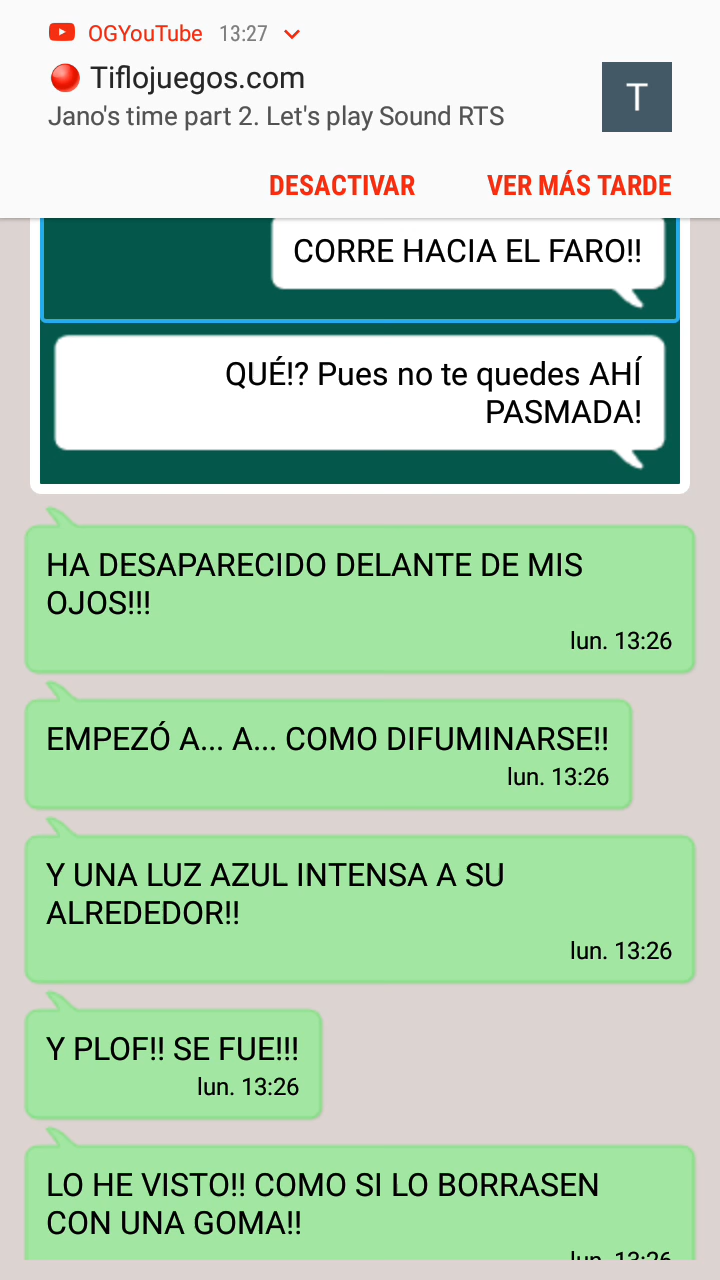 OGYouTube 13:27
Tiflojuegos.com
Jano's time part 2. Let's play Sound RTS
T
DESACTIVAR VER MÁS TARDE
CORRE HACIA EL FARO!!
QUÉ!? Pues no te quedes AHÍ
PASMADA!
HA DESAPARECIDO DELANTE DE MIS
OJOS!!!
lun. 13:26
EMPEZÓ A... A... COMO DIFUMINARSE!!
lun. 13:26
Y UNA LUZ AZUL INTENSA A SU
ALREDEDOR!!
lun. 13:26
Y PLOF!! SE FUE!!!
lun. 13:26
LO HE VISTO!! COMO SI LO BORRASEN
CON UNA GOMA!!
lun. 13:26